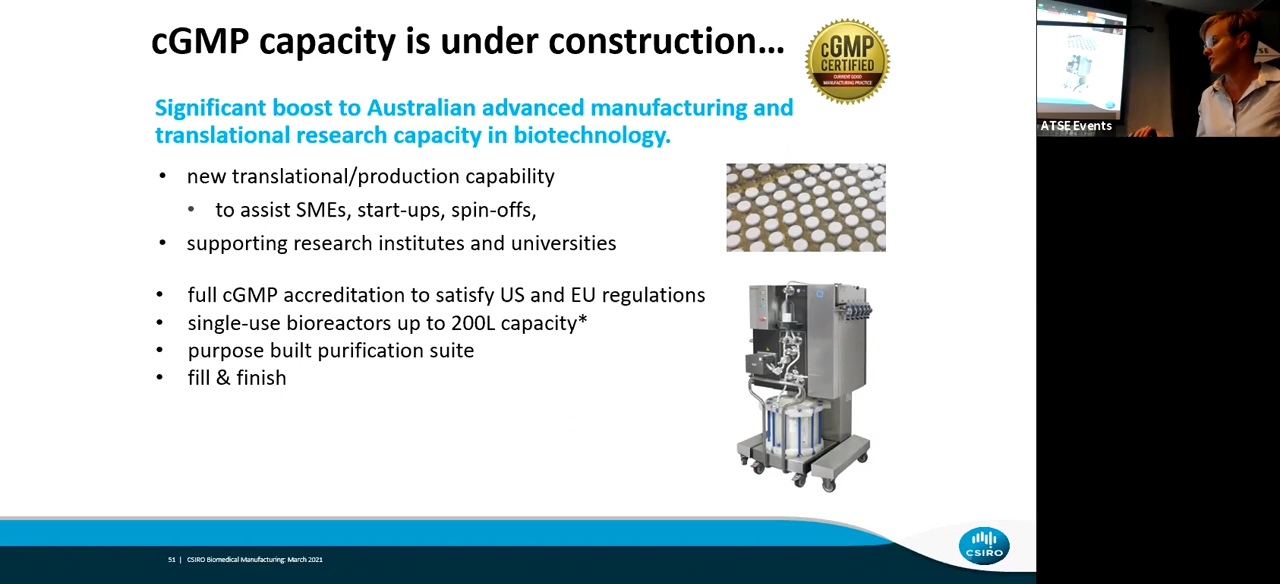 cGMP capacity is under construction...
cGMP
CERTIFIED
CURRENT GOOD
MANUFACTURING PRACTICE
Significant boost to Australian advanced manufacturing and
translational research capacity in biotechnology.
• new translational/production capability
• to assist SMEs, start-ups, spin-offs,
• supporting research institutes and universities
• full cGMP accreditation to satisfy US and EU regulations
• single-use bioreactors up to 200L capacity*
• purpose built purification suite
• fill & finish
51 | CSIRO Biomedical Manufacturing: March 2021
CSIRO
ATSE Events